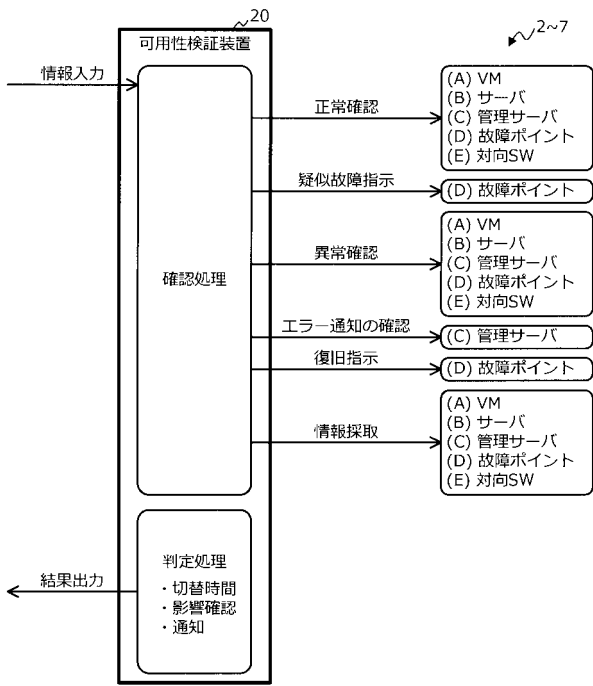 20
2~7
可用性検証装置
情報入力
確認処理
正常確認
(A) VM
(B) サーバ
(C) 管理サーバ
(D) 故障ポイント
(E) 対向SW
疑似故障指示
(D) 故障ポイント
異常確認
(A) VM
(B) サーバ
(C) 管理サーバ
(D) 故障ポイント
(E) 対向SW
エラー通知の確認
(C) 管理サーバ
復旧指示
(D) 故障ポイント
情報採取
(A) VM
(B) サーバ
(C) 管理サーバ
(D) 故障ポイント
(E) 対向SW
結果出力
判定処理
・切替時間
・影響確認
・通知